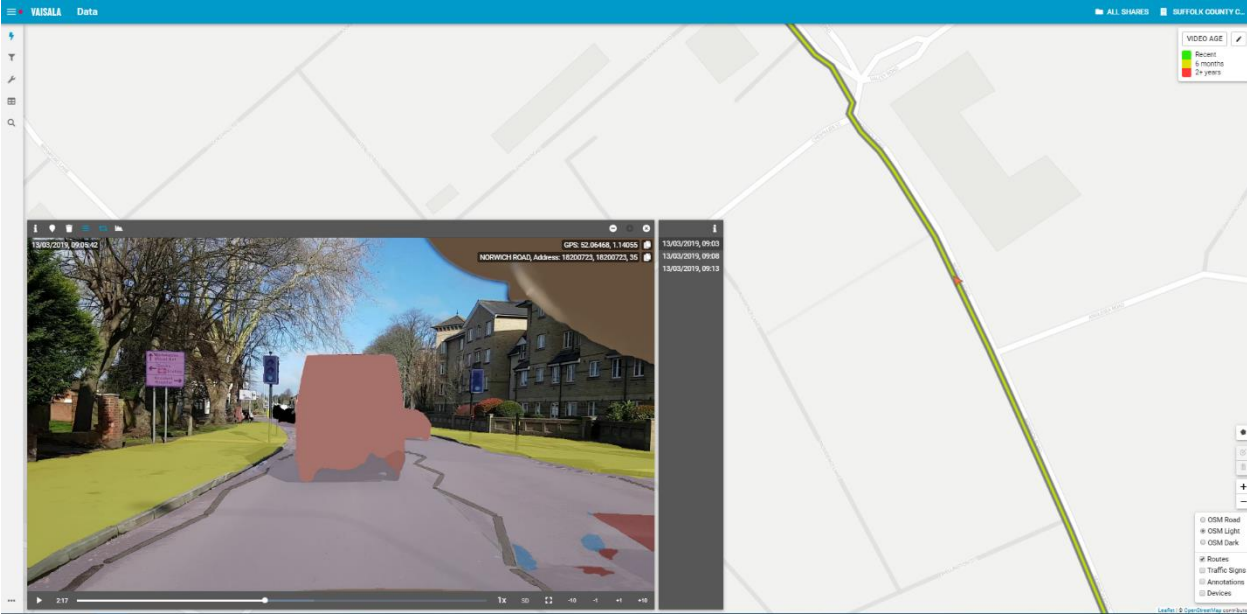 VAISALA Data
ALL SHARES
SUFFOLK COUNTY C...
VIDEO AGE
Recent
6 months
2+ years
13/03/2019, 09:05:42
GPS: 52.06468, 1.14055
NORWICH ROAD, Address: 18200723, 18200723, 35
13/03/2019, 09:03
13/03/2019, 09:08
13/03/2019, 09:13
2:17
1x
SD
-10
-1
+1
+10
+
−
OSM Road
OSM Light
OSM Dark
Routes
Traffic Signs
Annotations
Devices
Leaflet | © OpenStreetMap contribut